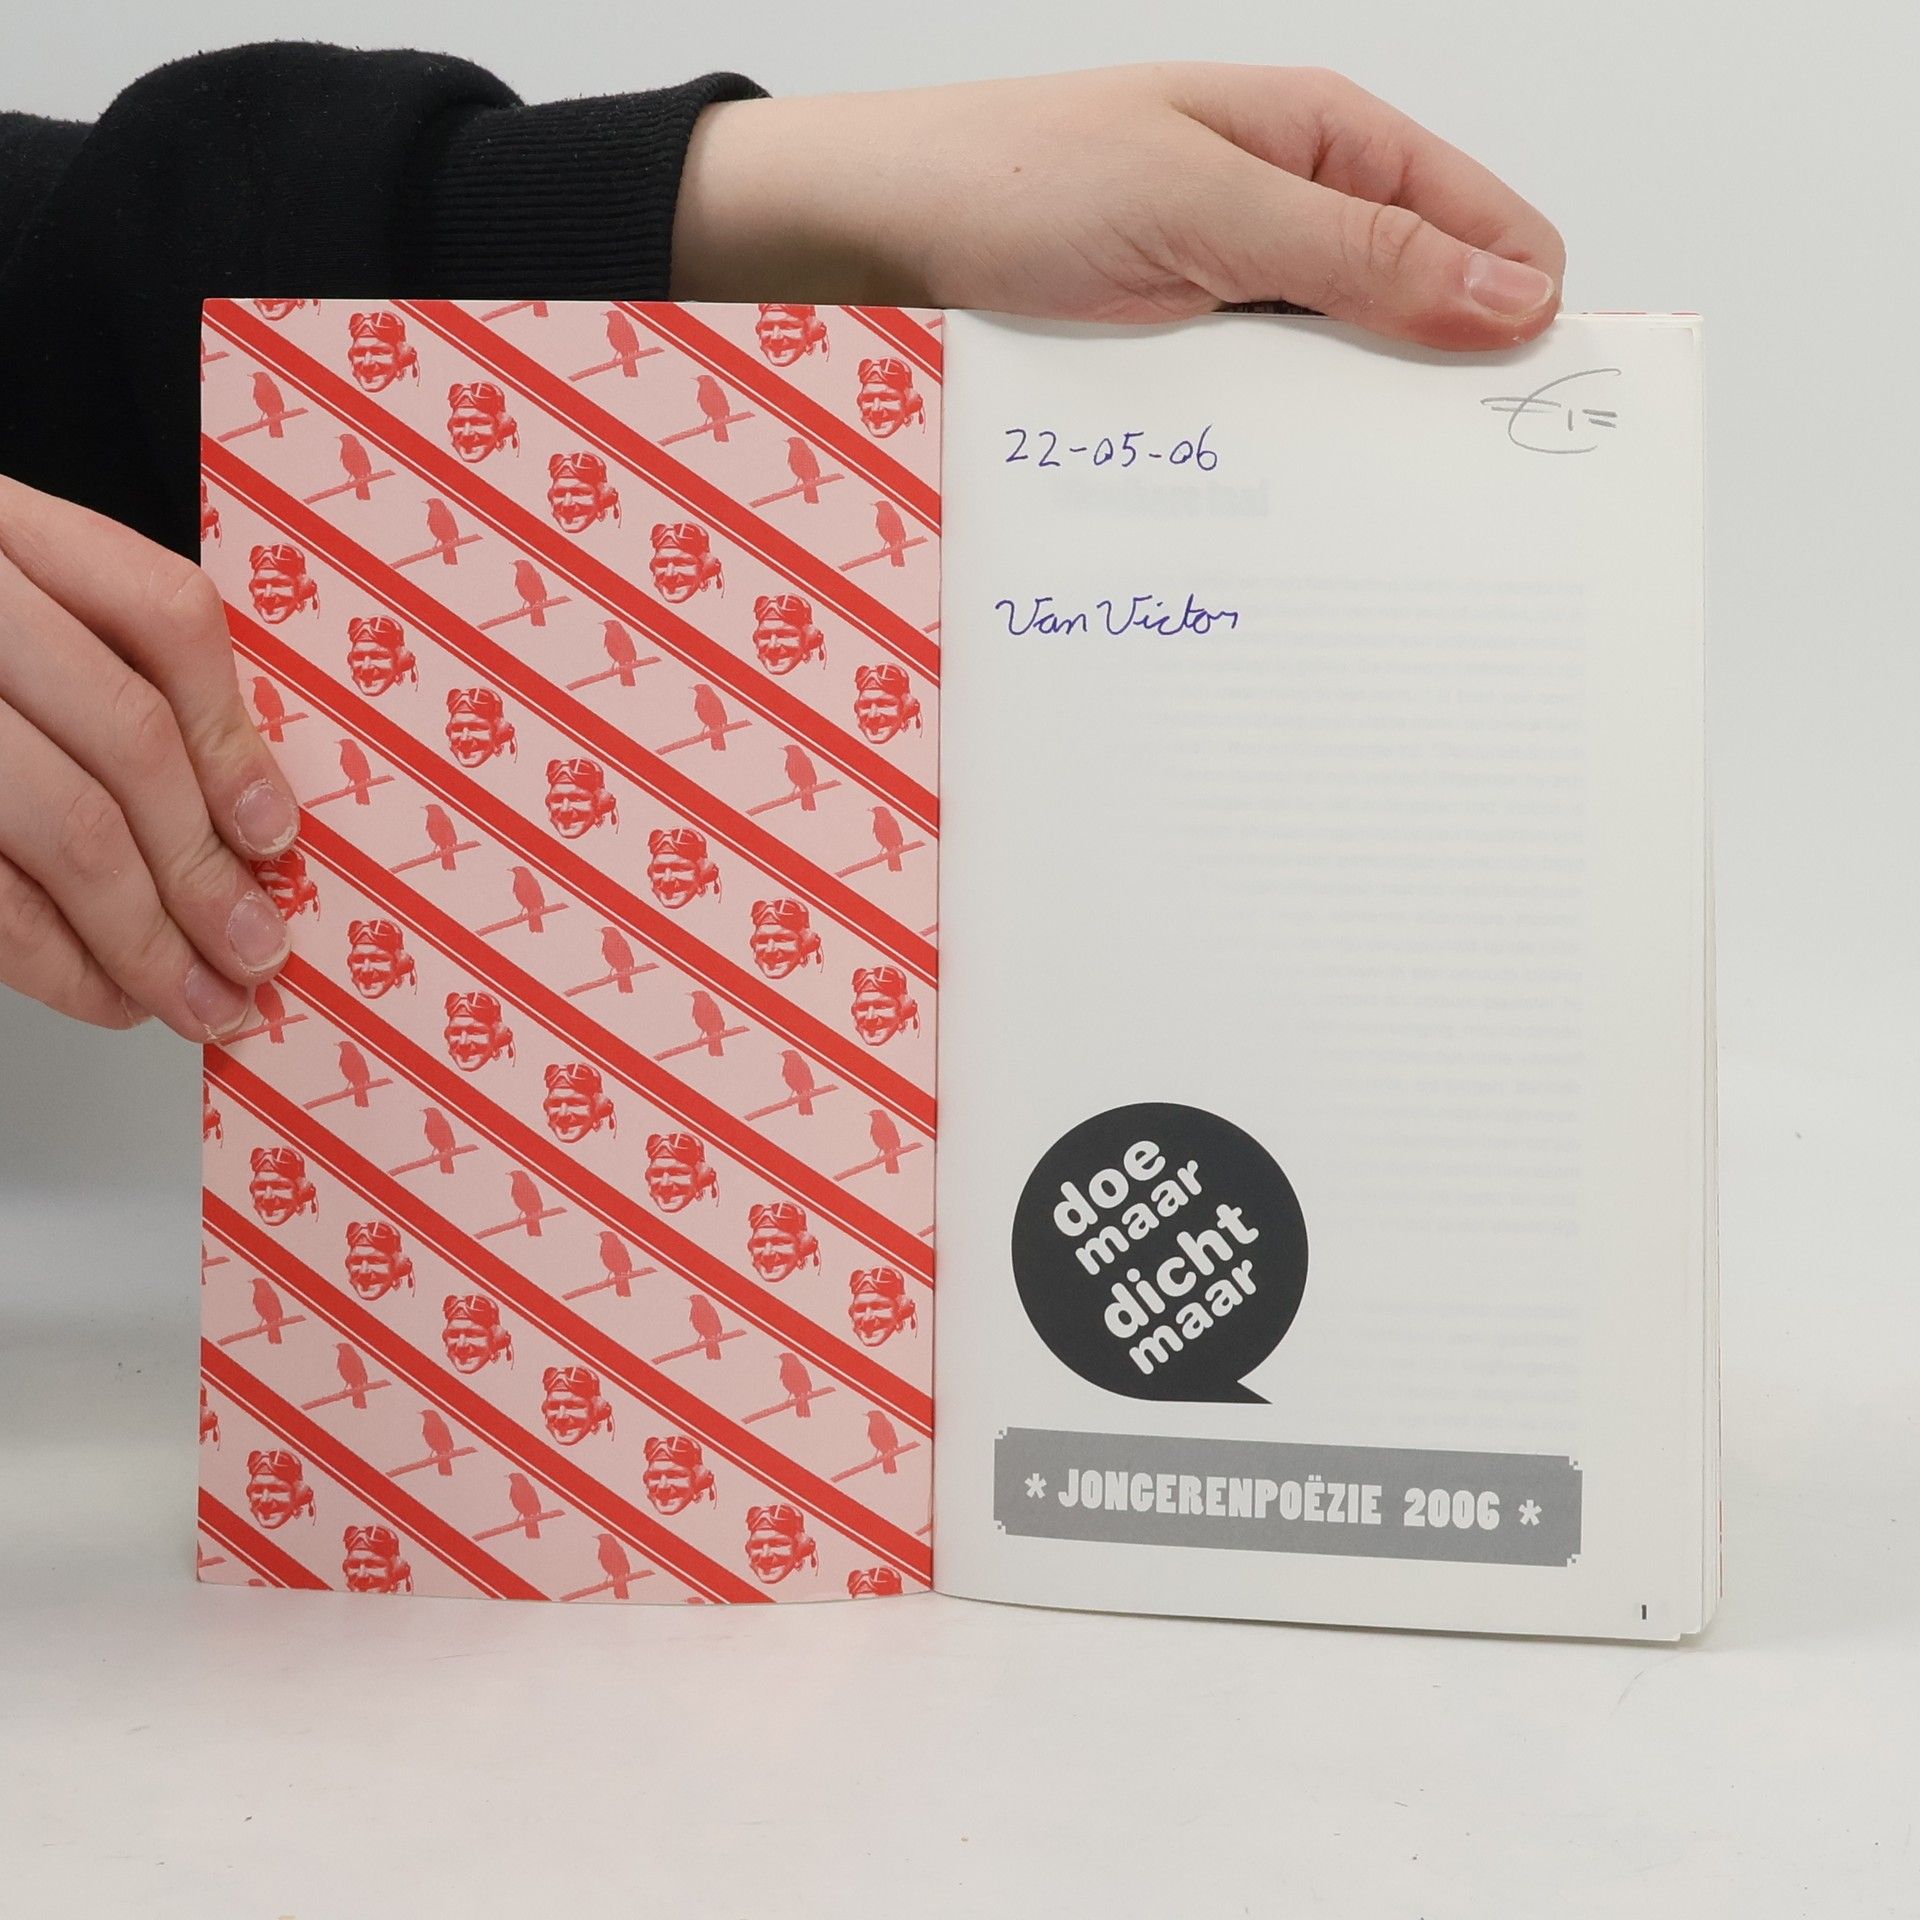 €1=
22-05-06
Van Victor
doe
maar
dicht
maar
* JONGERENPOËZIE 2006 *
1